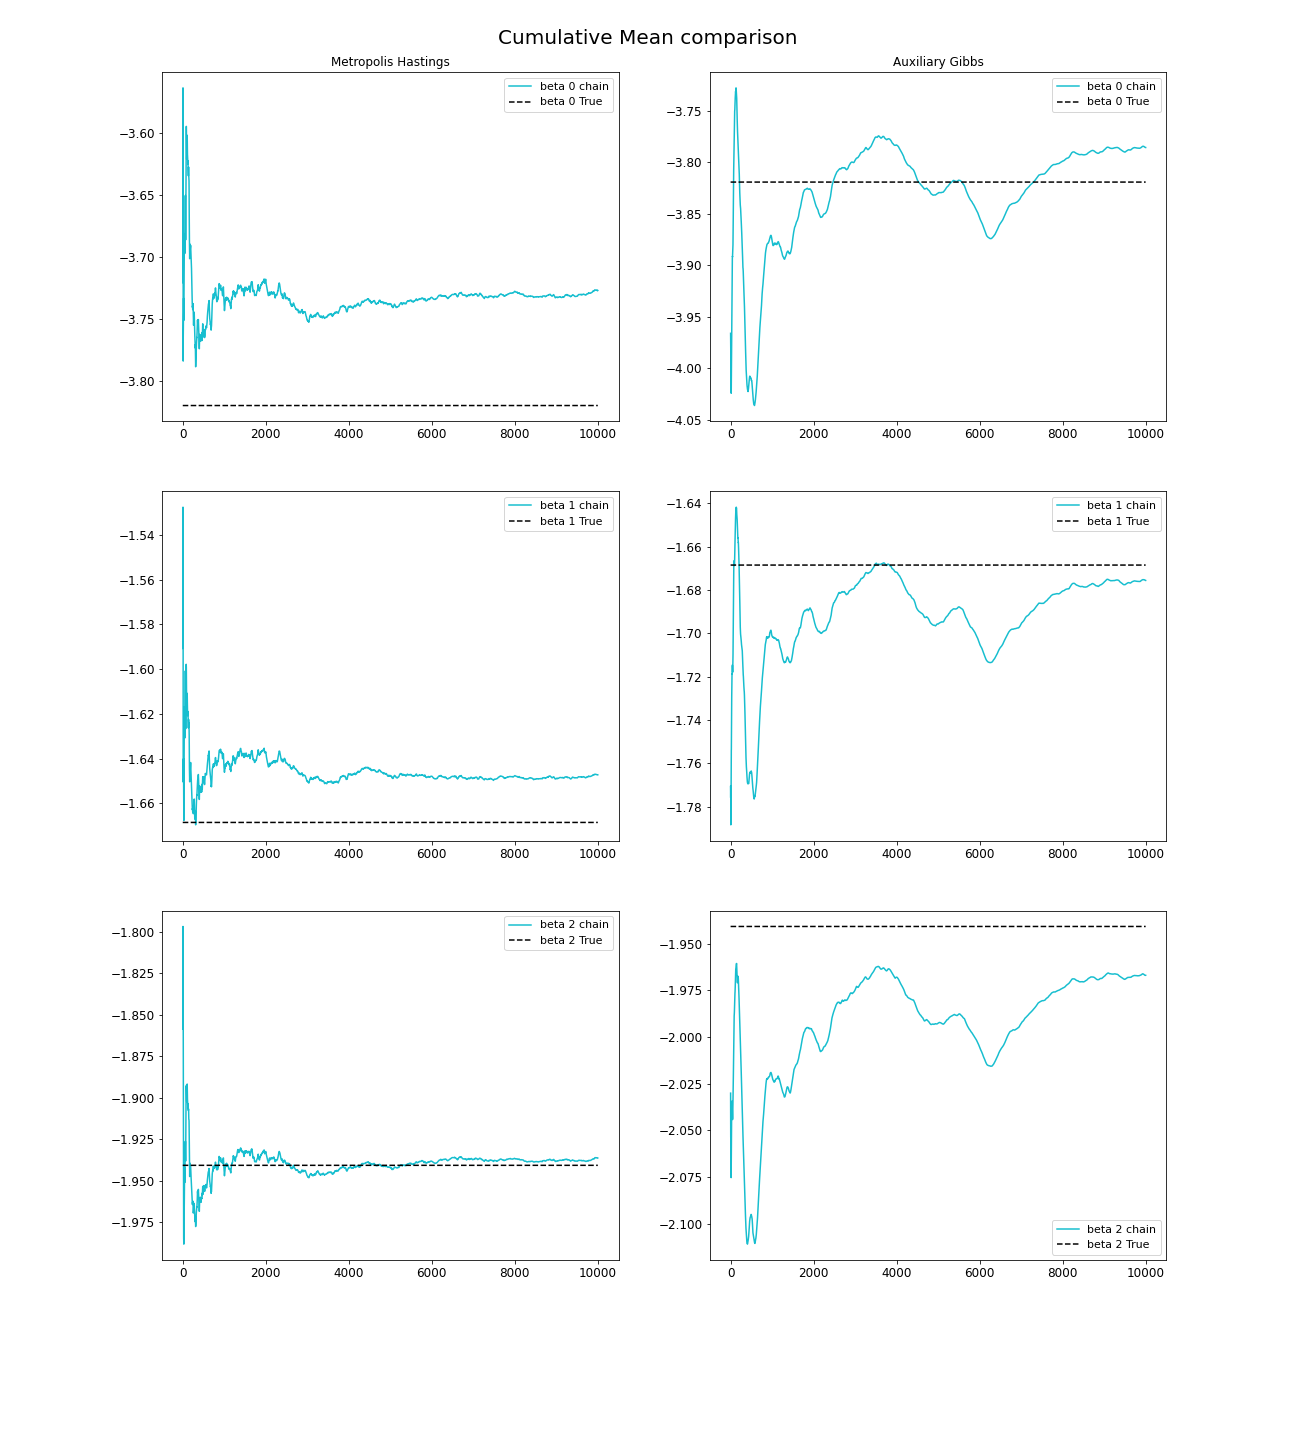 Cumulative Mean comparison
Metropolis Hastings
beta 0 chain
beta 0 True
−3.60
−3.65
−3.70
−3.75
−3.80
0 2000 4000 6000 8000 10000
Auxiliary Gibbs
beta 0 chain
beta 0 True
−3.75
−3.80
−3.85
−3.90
−3.95
−4.00
−4.05
0 2000 4000 6000 8000 10000
beta 1 chain
beta 1 True
−1.54
−1.56
−1.58
−1.60
−1.62
−1.64
−1.66
0 2000 4000 6000 8000 10000
beta 1 chain
beta 1 True
−1.64
−1.66
−1.68
−1.70
−1.72
−1.74
−1.76
−1.78
0 2000 4000 6000 8000 10000
beta 2 chain
beta 2 True
−1.800
−1.825
−1.850
−1.875
−1.900
−1.925
−1.950
−1.975
0 2000 4000 6000 8000 10000
−1.950
−1.975
−2.000
−2.025
−2.050
−2.075
−2.100
beta 2 chain
beta 2 True
0 2000 4000 6000 8000 10000